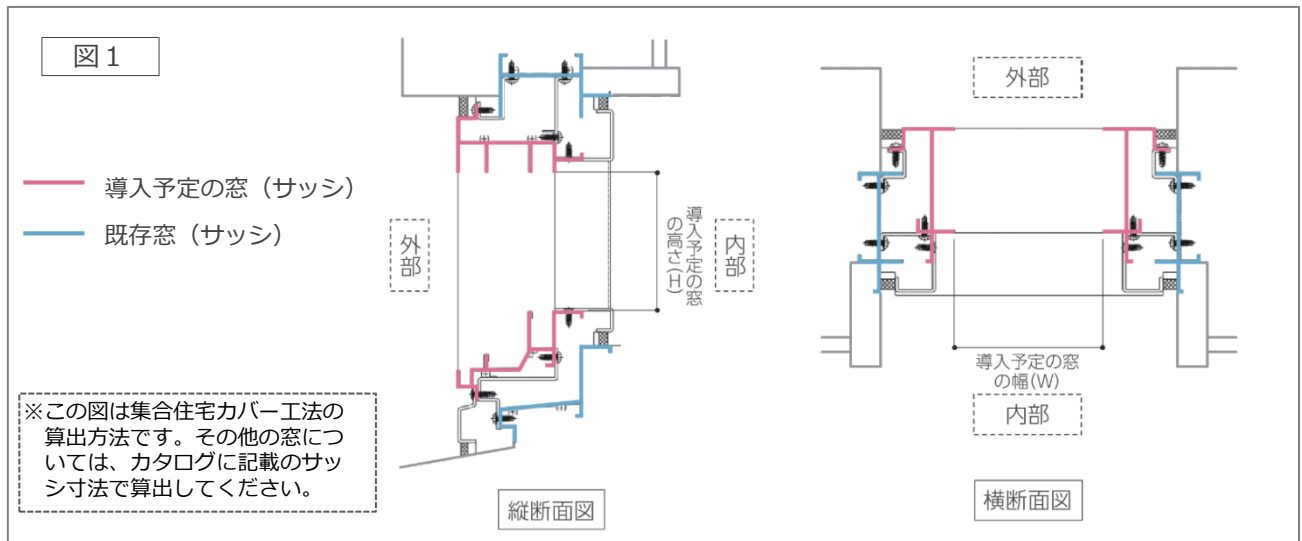 図1
導入予定の窓（サッシ）
既存窓（サッシ）
※この図は集合住宅カバー工法の
算出方法です。その他の窓につ
いては、カタログに記載のサッ
シ寸法で算出してください。
外部
導入予定の窓
の高さ(H)
内部
縦断面図
外部
導入予定の窓
の幅(W)
内部
横断面図